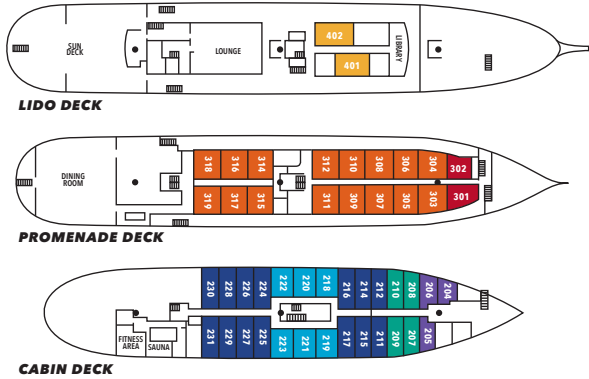 402
SUN
DECK
LOUNGE
LIBRARY
401
LIDO DECK
318 316 314 312 310 308 306 304 302
DINING
ROOM
319 317 315 311 309 307 305 303 301
PROMENADE DECK
230 228 226 224 222 220 218 216 214 212 210 208 206 204
231 229 227 225 223 221 219 217 215 211 209 207 205
FITNESS
AREA
SAUNA
CABIN DECK